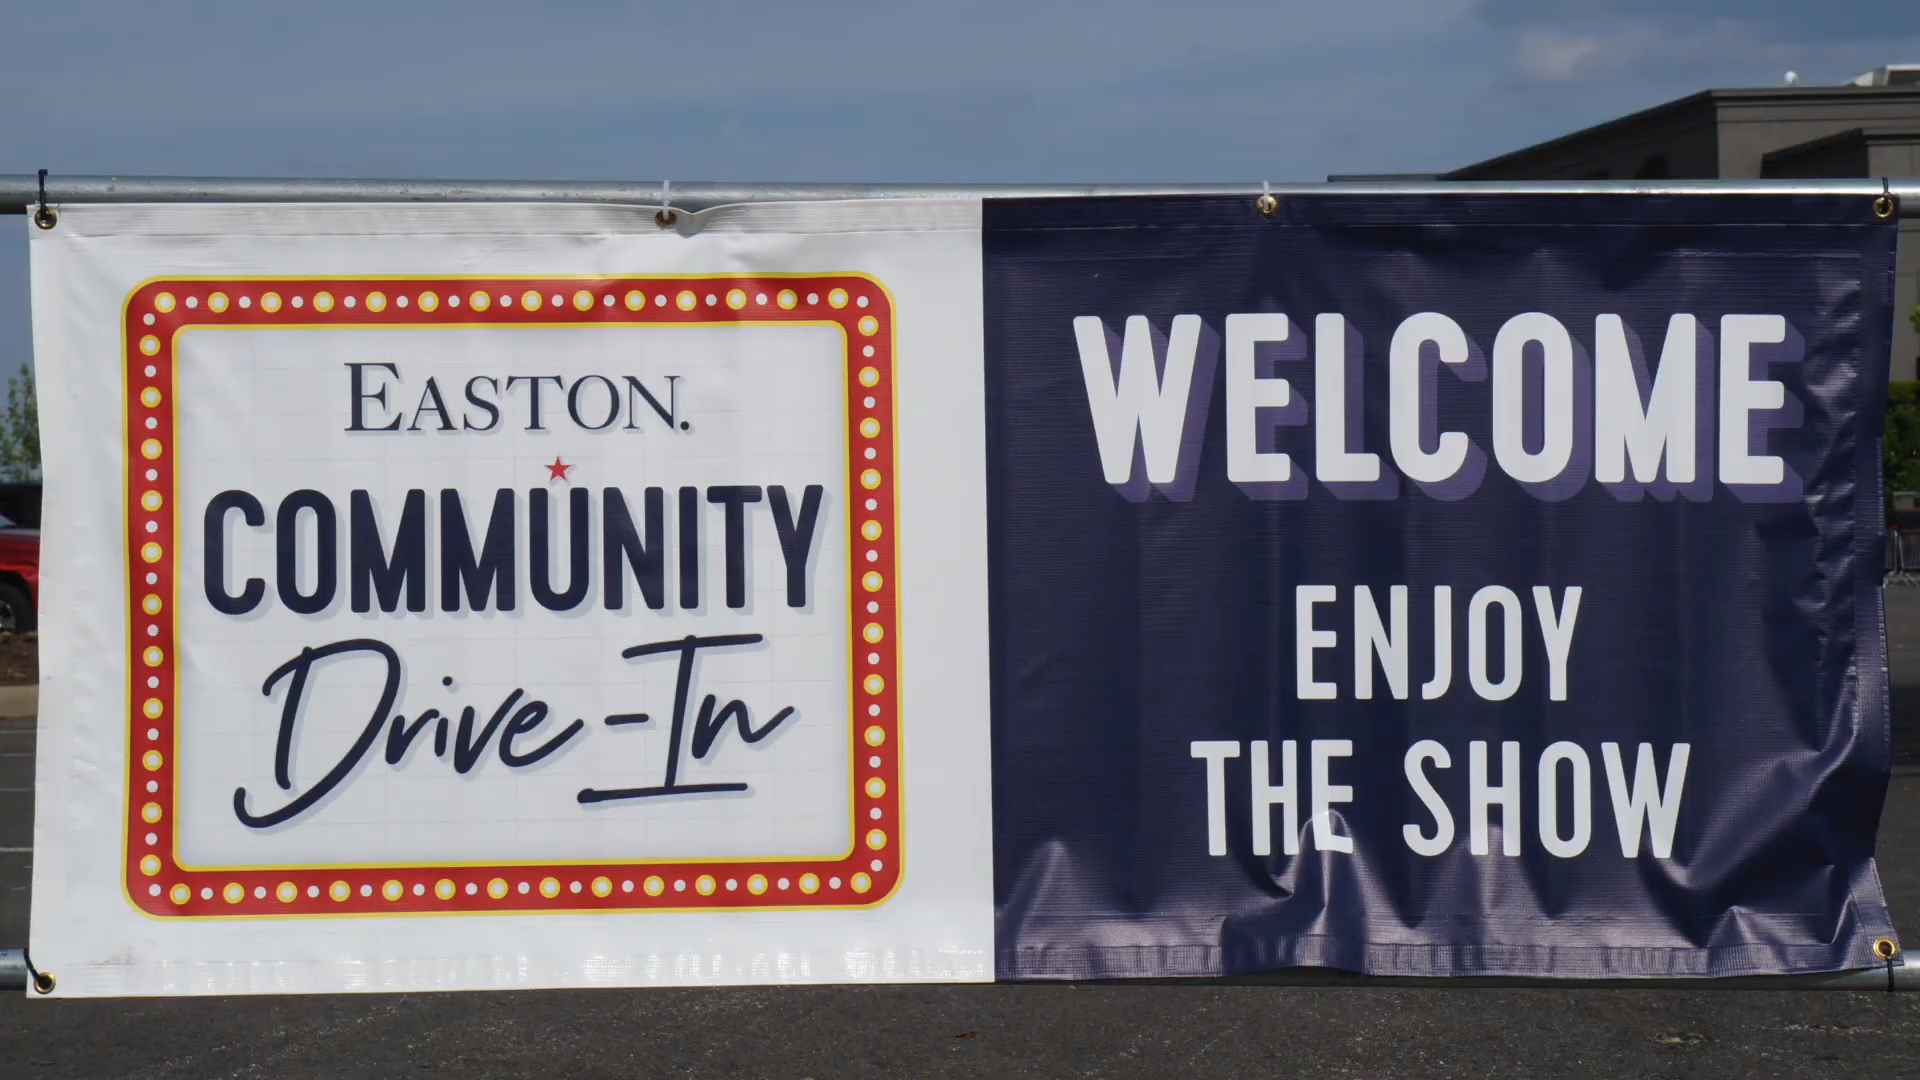 EASTON.
COMMUNITY
Drive-In
WELCOME
ENJOY
THE SHOW